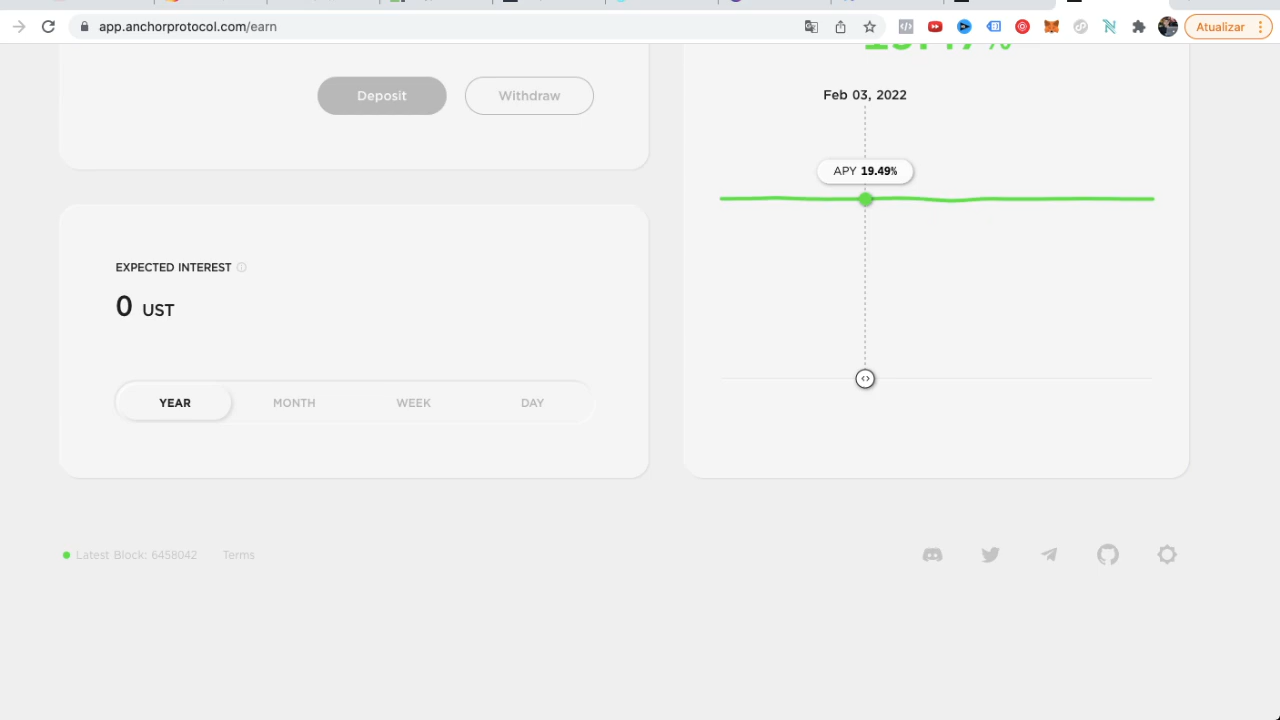 app.anchorprotocol.com/earn
Atualizar
Deposit
Withdraw
Feb 03, 2022
APY 19.49%
EXPECTED INTEREST
0 UST
YEAR
MONTH
WEEK
DAY
Latest Block: 6458042
Terms